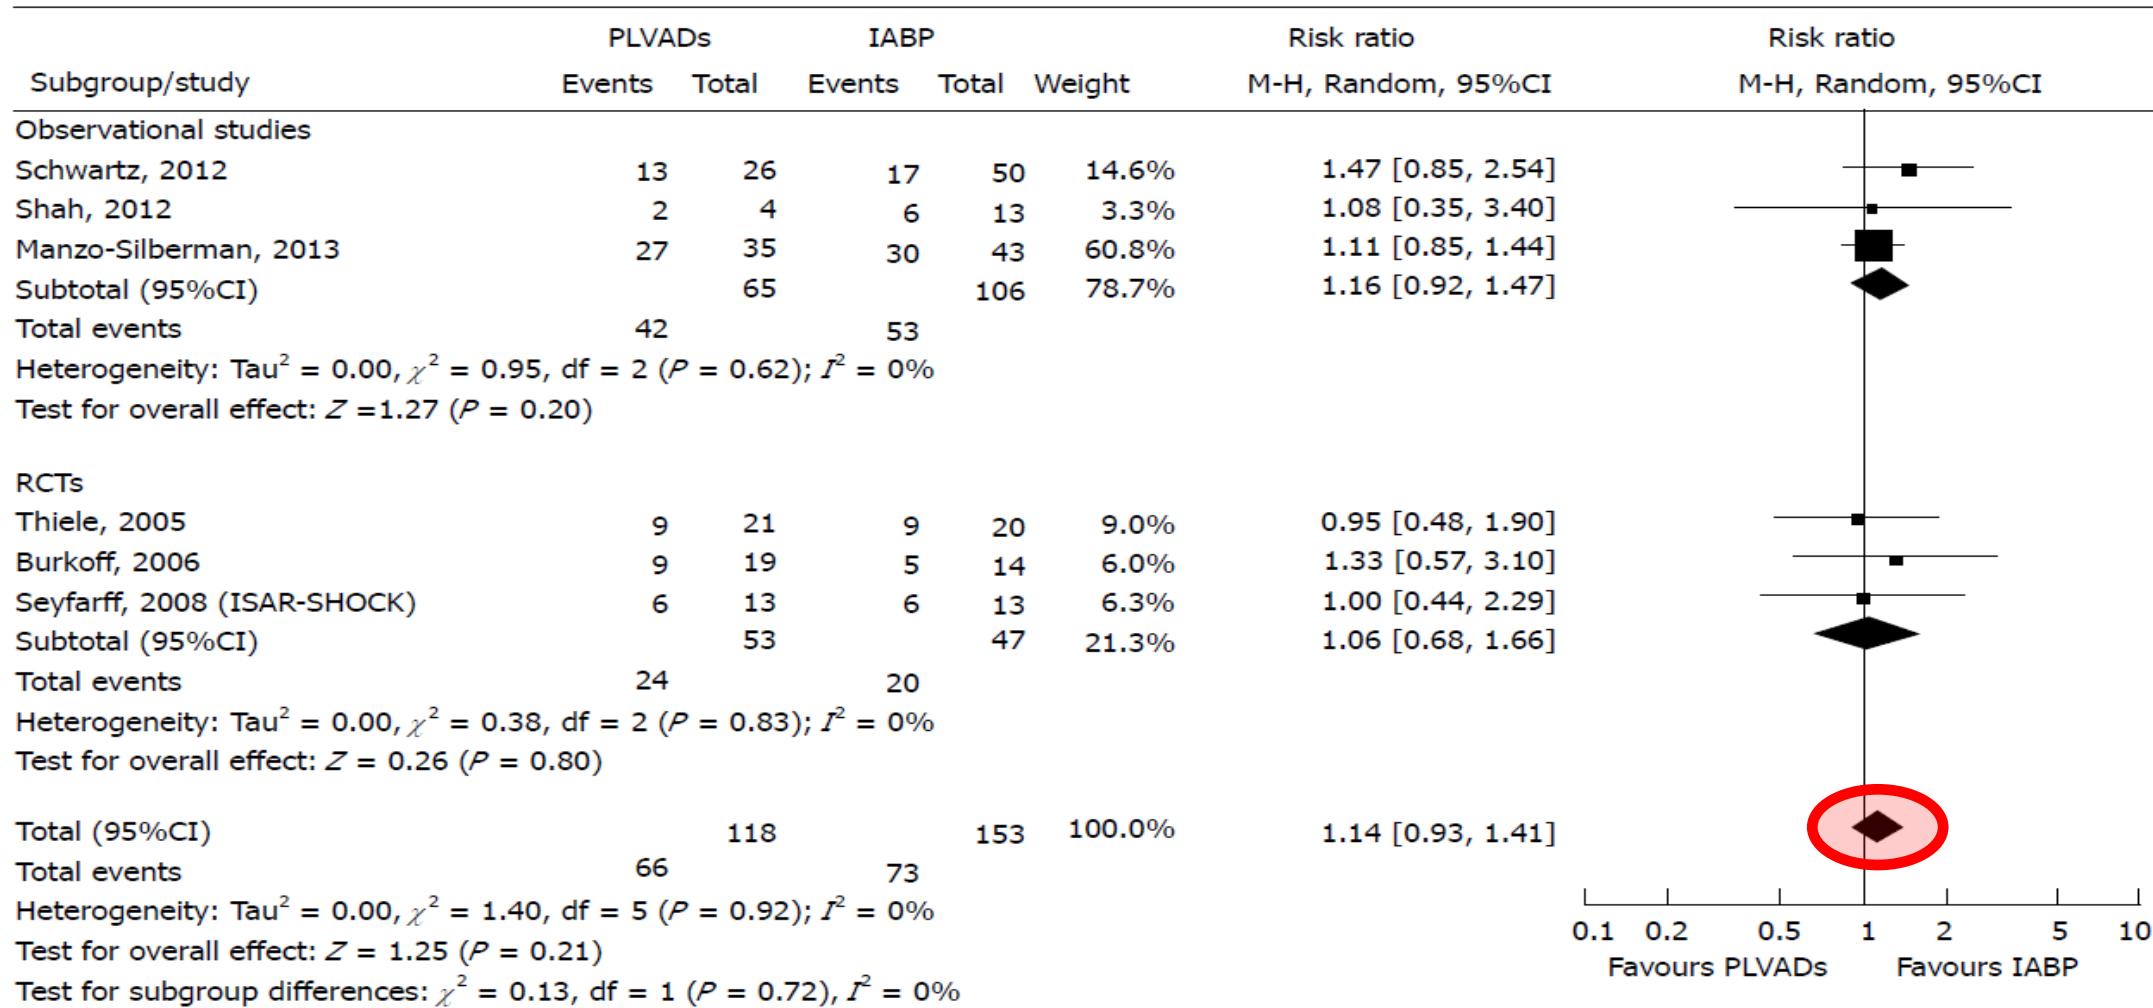 PLVADs IABP Risk ratio Risk ratio
Subgroup/study Events Total Events Total Weight M-H, Random, 95%CI M-H, Random, 95%CI
Observational studies
Schwartz, 2012 13 26 17 50 14.6% 1.47 [0.85, 2.54]
Shah, 2012 2 4 6 13 3.3% 1.08 [0.35, 3.40]
Manzo-Silberman, 2013 27 35 30 43 60.8% 1.11 [0.85, 1.44]
Subtotal (95%CI) 65 106 78.7% 1.16 [0.92, 1.47]
Total events 42 53
Heterogeneity: Tau² = 0.00, χ² = 0.95, df = 2 (P = 0.62); I² = 0%
Test for overall effect: Z =1.27 (P = 0.20)
RCTs
Thiele, 2005 9 21 9 20 9.0% 0.95 [0.48, 1.90]
Burkoff, 2006 9 19 5 14 6.0% 1.33 [0.57, 3.10]
Seyfarff, 2008 (ISAR-SHOCK) 6 13 6 13 6.3% 1.00 [0.44, 2.29]
Subtotal (95%CI) 53 47 21.3% 1.06 [0.68, 1.66]
Total events 24 20
Heterogeneity: Tau² = 0.00, χ² = 0.38, df = 2 (P = 0.83); I² = 0%
Test for overall effect: Z = 0.26 (P = 0.80)
Total (95%CI) 118 153 100.0% 1.14 [0.93, 1.41]
Total events 66 73
Heterogeneity: Tau² = 0.00, χ² = 1.40, df = 5 (P = 0.92); I² = 0%
Test for overall effect: Z = 1.25 (P = 0.21)
Test for subgroup differences: χ² = 0.13, df = 1 (P = 0.72), I² = 0%
0.1 0.2 0.5 1 2 5 10
Favours PLVADs Favours IABP